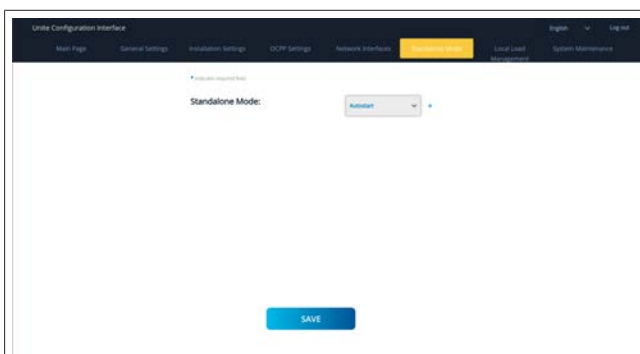 Unite Configuration Interface
English
Log out
Main Page
General Settings
Installation Settings
OCPP Settings
Network Interfaces
Standalone Mode
Local Load
Management
System Maintenance
* Indicates required field.
Standalone Mode:
Autostart
*
SAVE